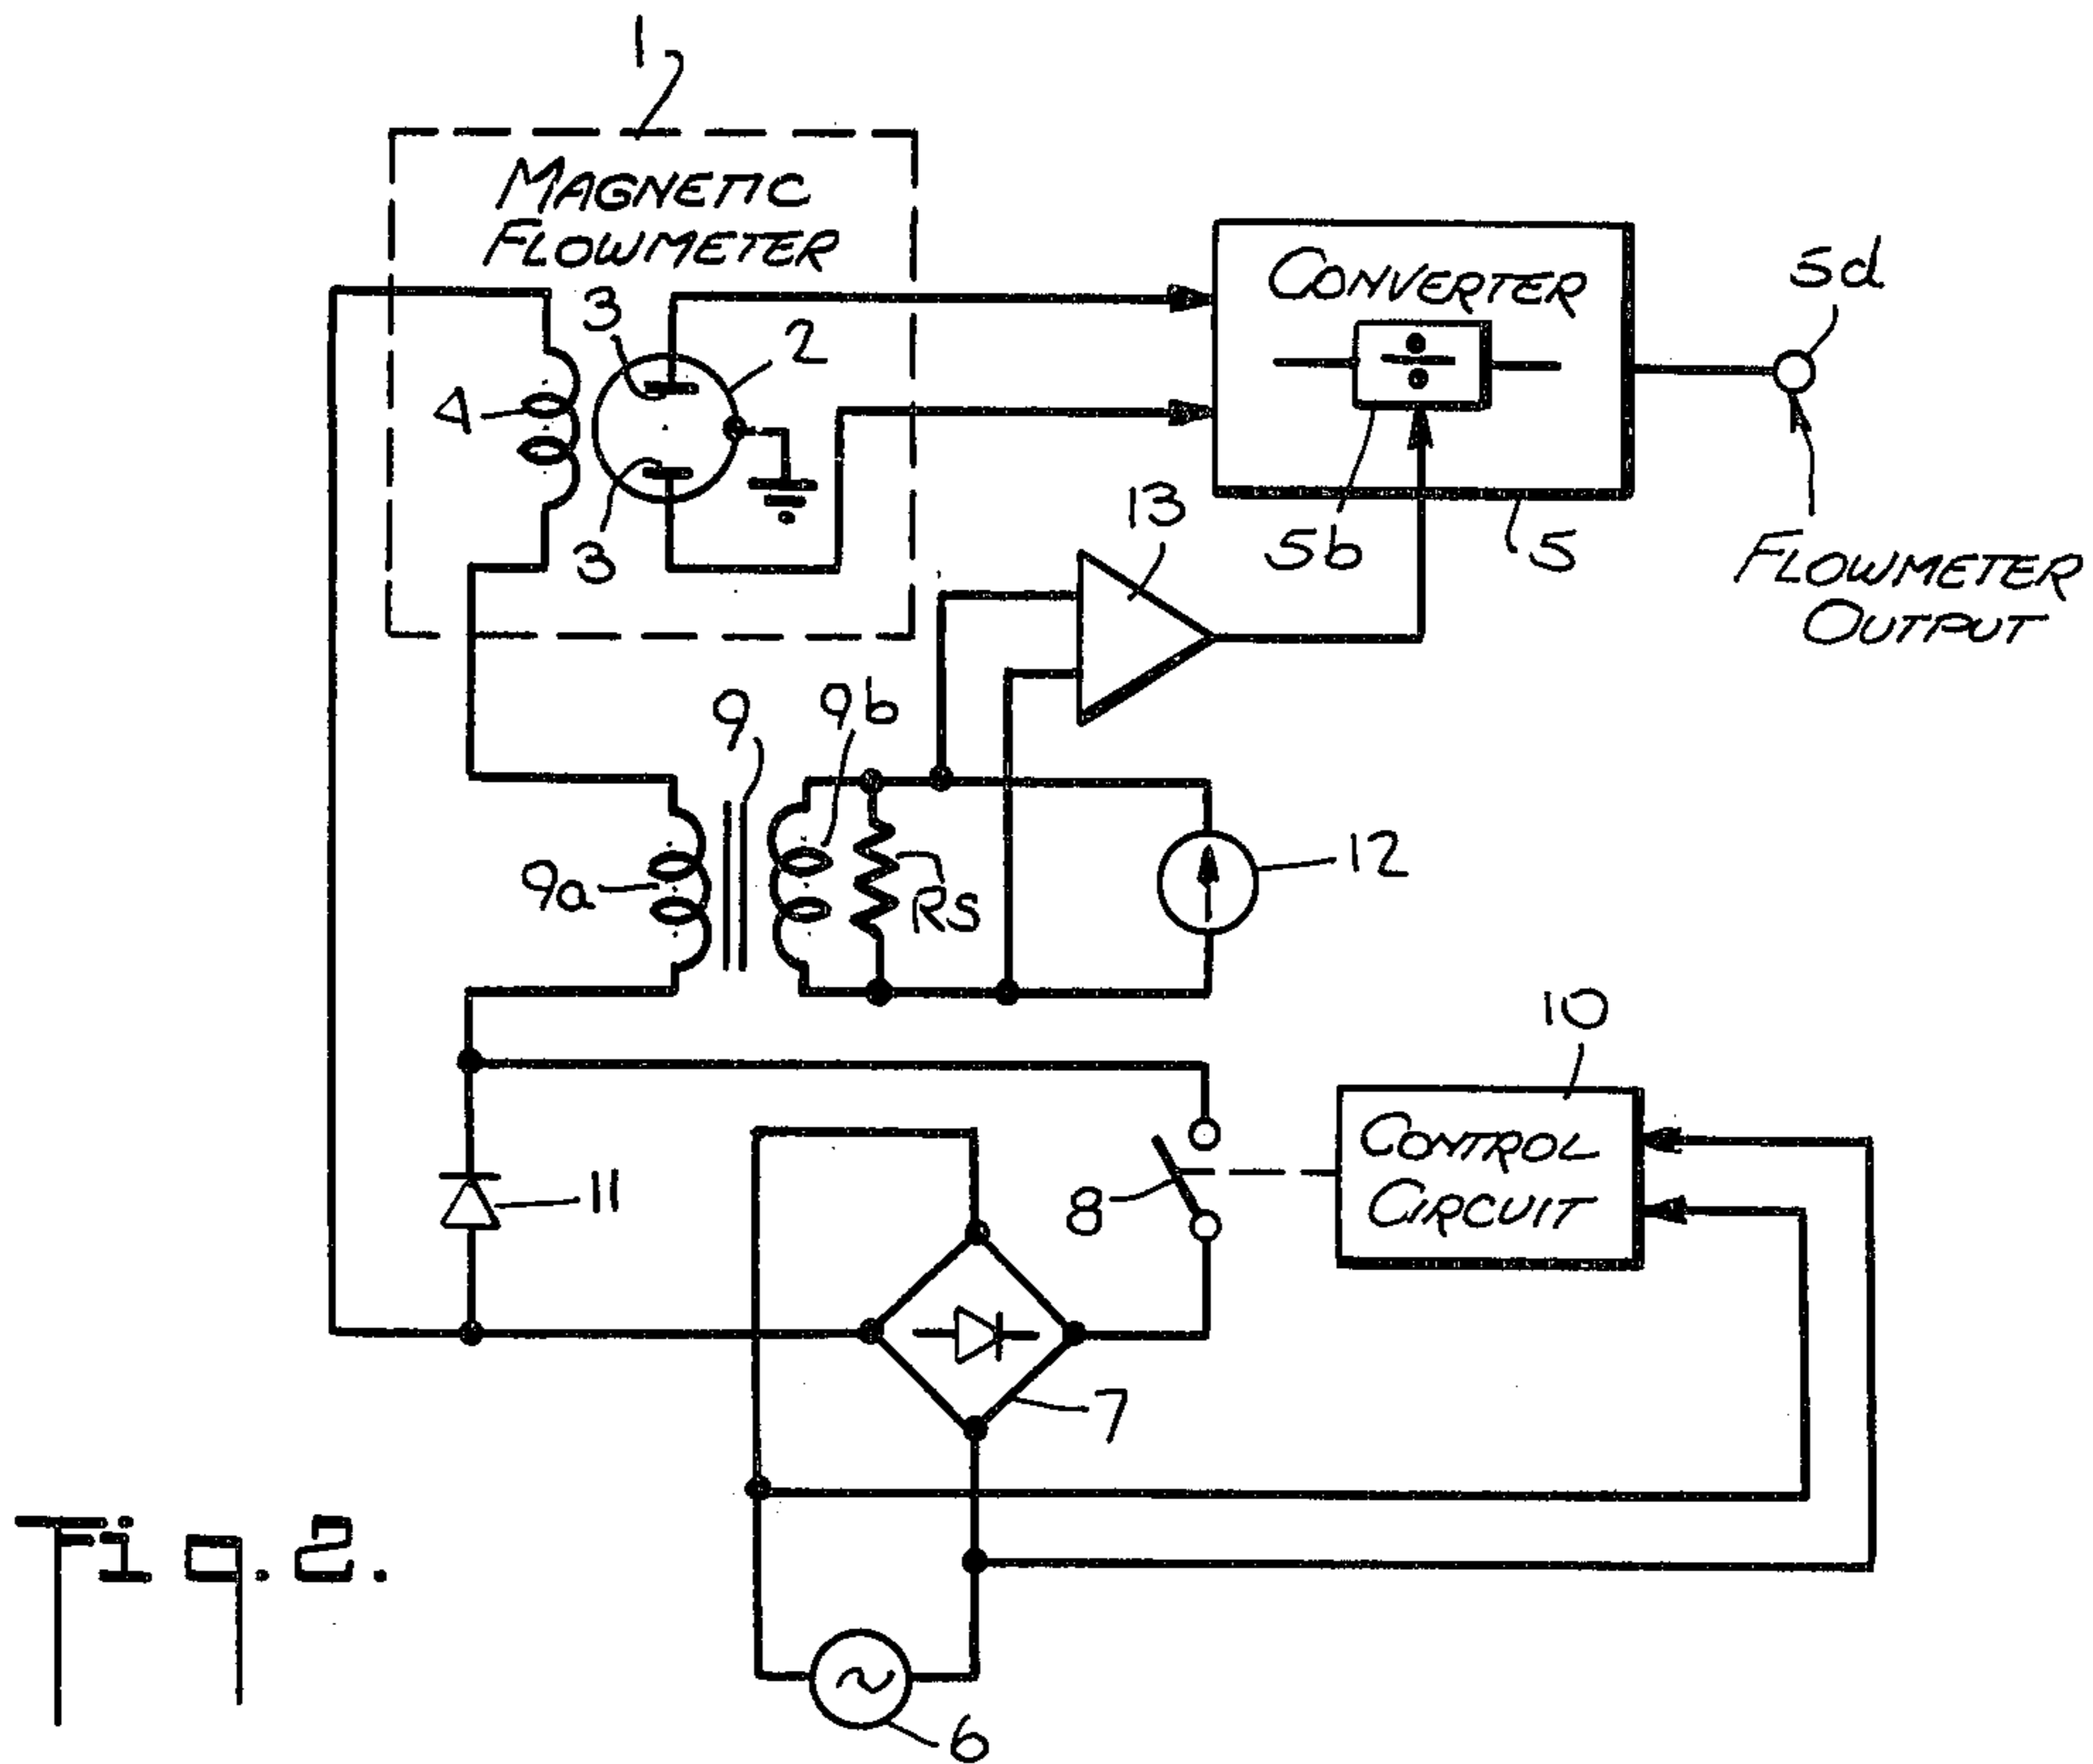 1
MAGNETIC
FLOWMETER
3
2
4
3
CONVERTER
÷
5d
5b
5
FLOWMETER
OUTPUT
13
9
9b
9a
RS
12
10
CONTROL
CIRCUIT
11
8
7
6
Fig. 2.